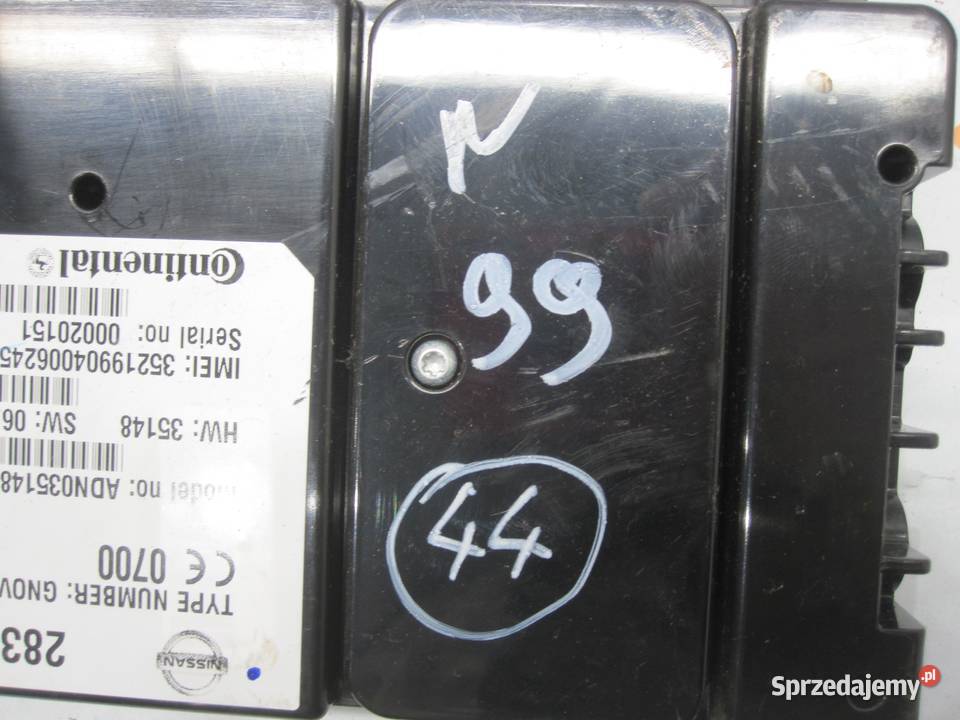 NISSAN
283
TYPE NUMBER: GNOV
CE 0700
Model no: ADN035148
HW: 35148 SW: 06
IMEI: 35219904006245
Serial no: 00020151
Continental
N
99
44
Sprzedajemy.pl